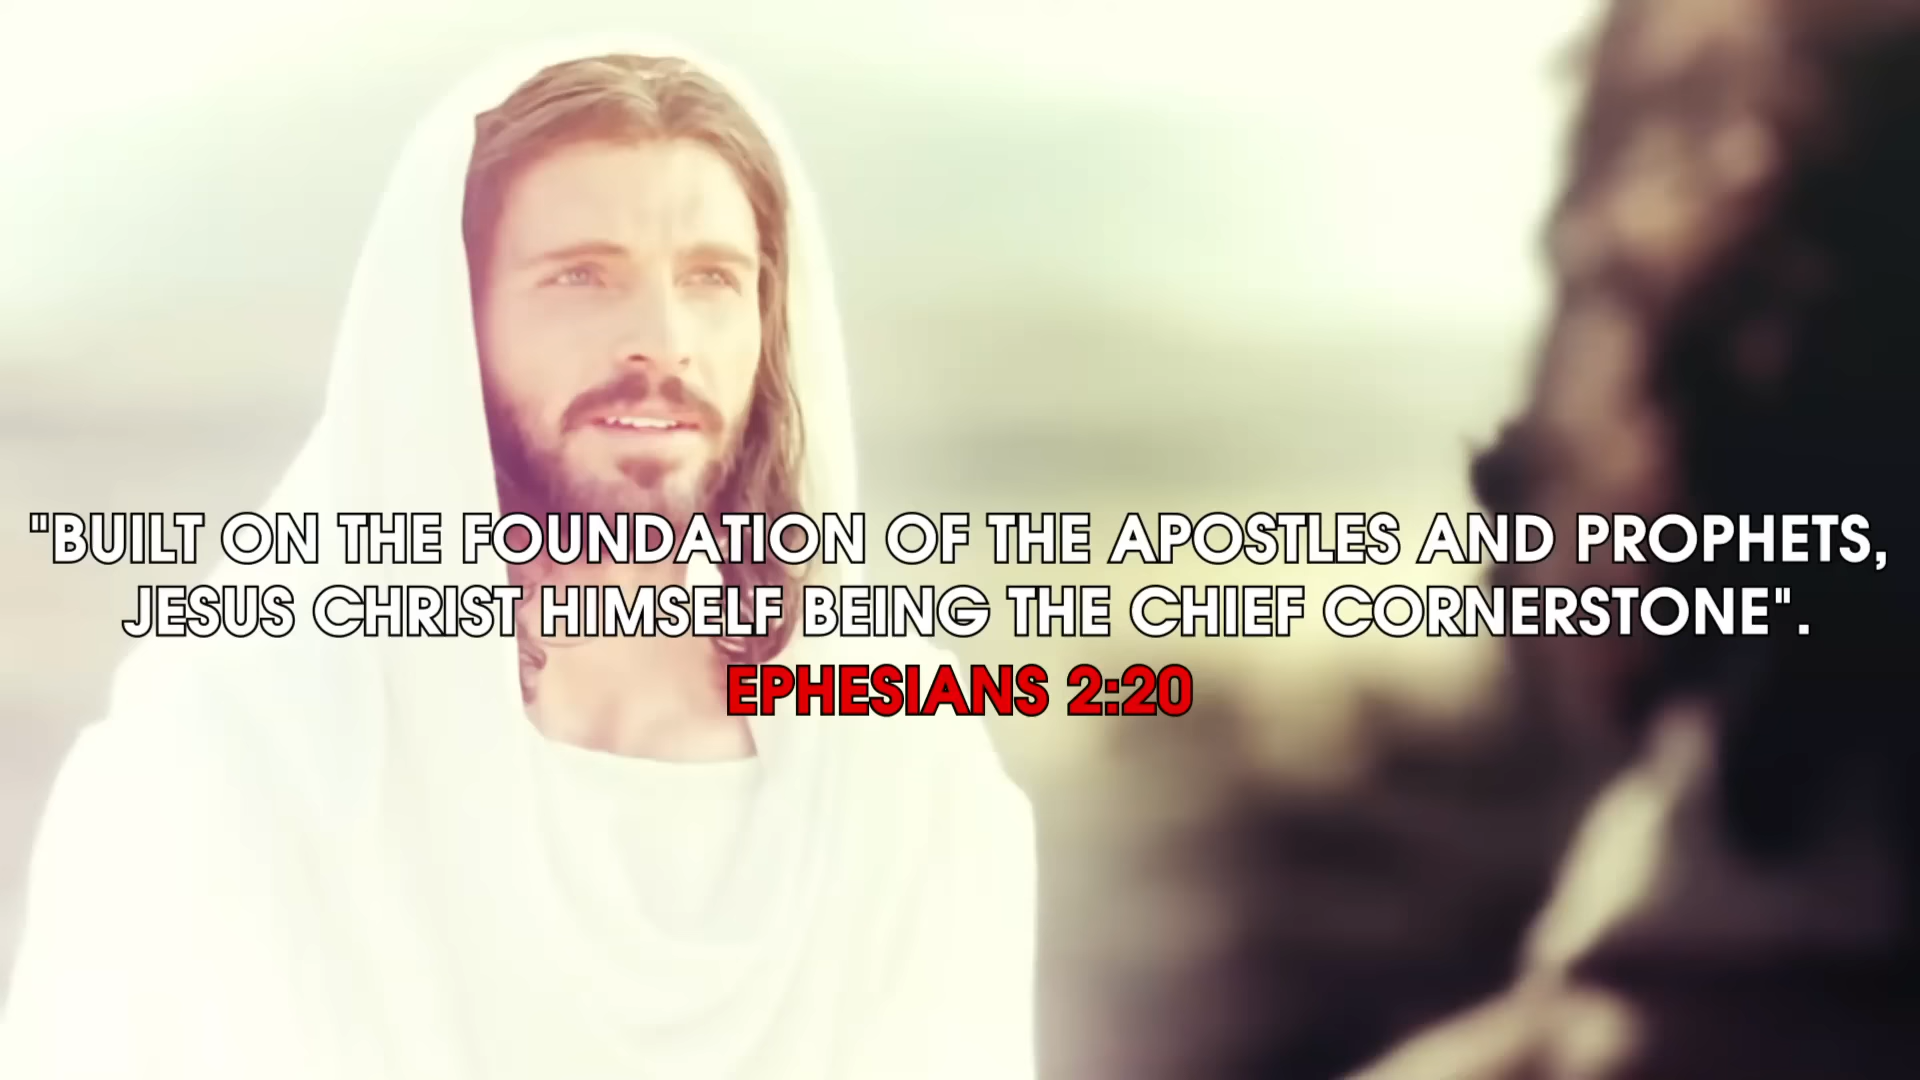 "BUILT ON THE FOUNDATION OF THE APOSTLES AND PROPHETS,
JESUS CHRIST HIMSELF BEING THE CHIEF CORNERSTONE".
EPHESIANS 2:20